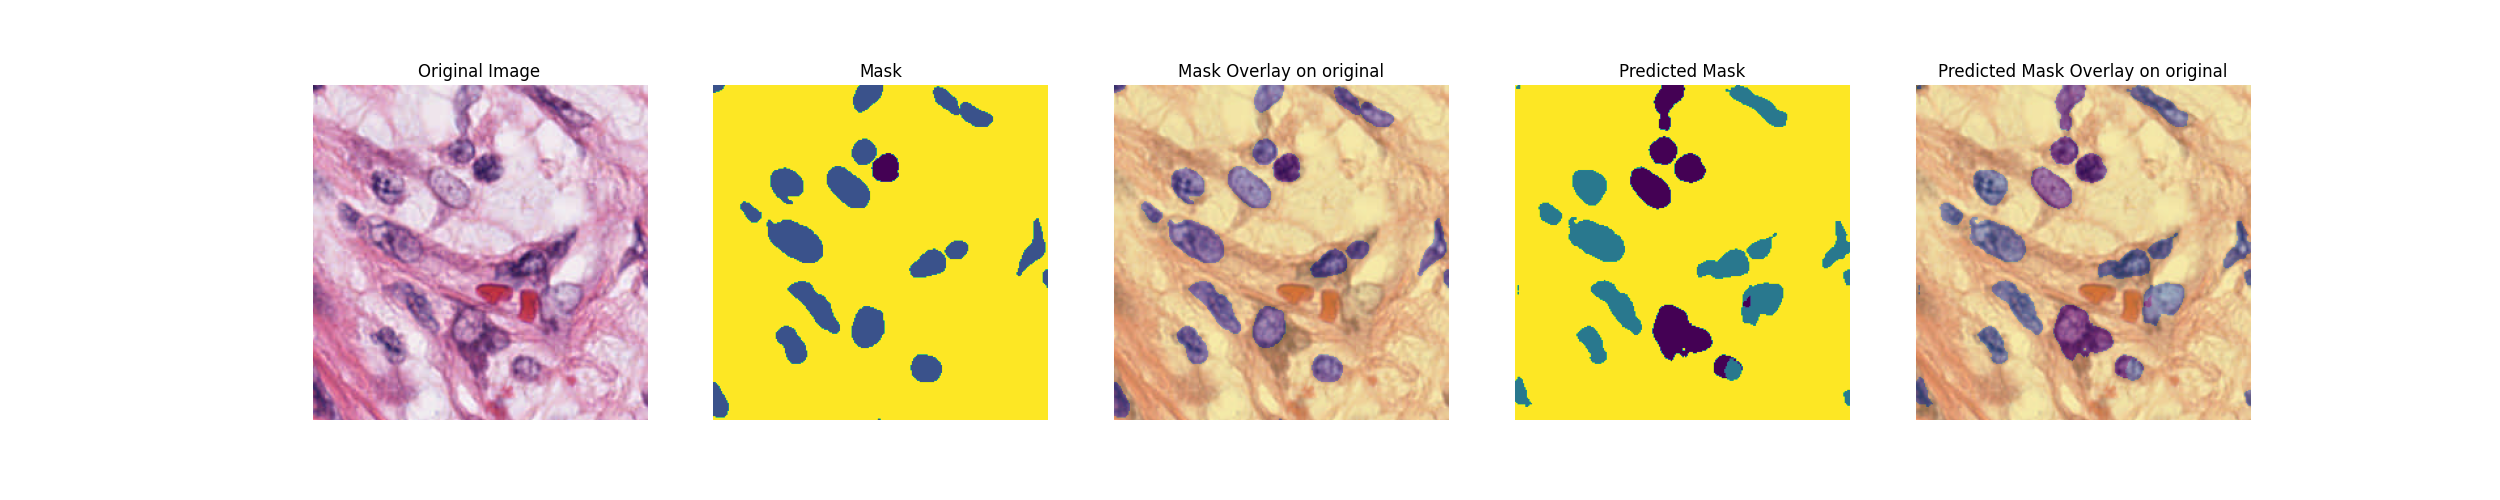 Original Image
Mask
Mask Overlay on original
Predicted Mask
Predicted Mask Overlay on original